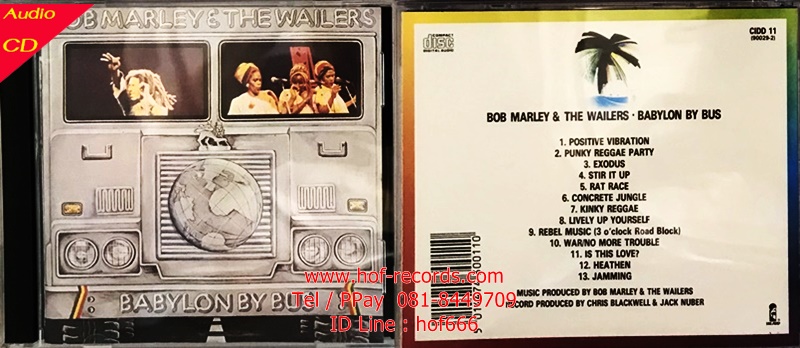 Audio
CD
BOB MARLEY & THE WAILERS
BABYLON BY BUS
COMPACT
disc
DIGITAL AUDIO
CIDD 11
(90029-2)
BOB MARLEY & THE WAILERS · BABYLON BY BUS
1. POSITIVE VIBRATION
2. PUNKY REGGAE PARTY
3. EXODUS
4. STIR IT UP
5. RAT RACE
6. CONCRETE JUNGLE
7. KINKY REGGAE
8. LIVELY UP YOURSELF
9. REBEL MUSIC (3 o'clock Road Block)
10. WAR/NO MORE TROUBLE
11. IS THIS LOVE?
12. HEATHEN
13. JAMMING
MUSIC PRODUCED BY BOB MARLEY & THE WAILERS
RECORD PRODUCED BY CHRIS BLACKWELL & JACK NUBER
www.hof-records.com
Tel / PPay 081-8449709
ID Line : hof666